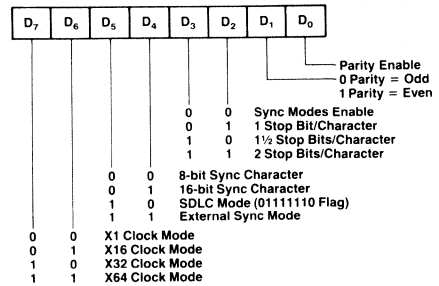 D7 D6 D5 D4 D3 D2 D1 D0
Parity Enable
0 Parity = Odd
1 Parity = Even
0 0 Sync Modes Enable
0 1 1 Stop Bit/Character
1 0 1½ Stop Bits/Character
1 1 2 Stop Bits/Character
0 0 8-bit Sync Character
0 1 16-bit Sync Character
1 0 SDLC Mode (01111110 Flag)
1 1 External Sync Mode
0 0 X1 Clock Mode
0 1 X16 Clock Mode
1 0 X32 Clock Mode
1 1 X64 Clock Mode